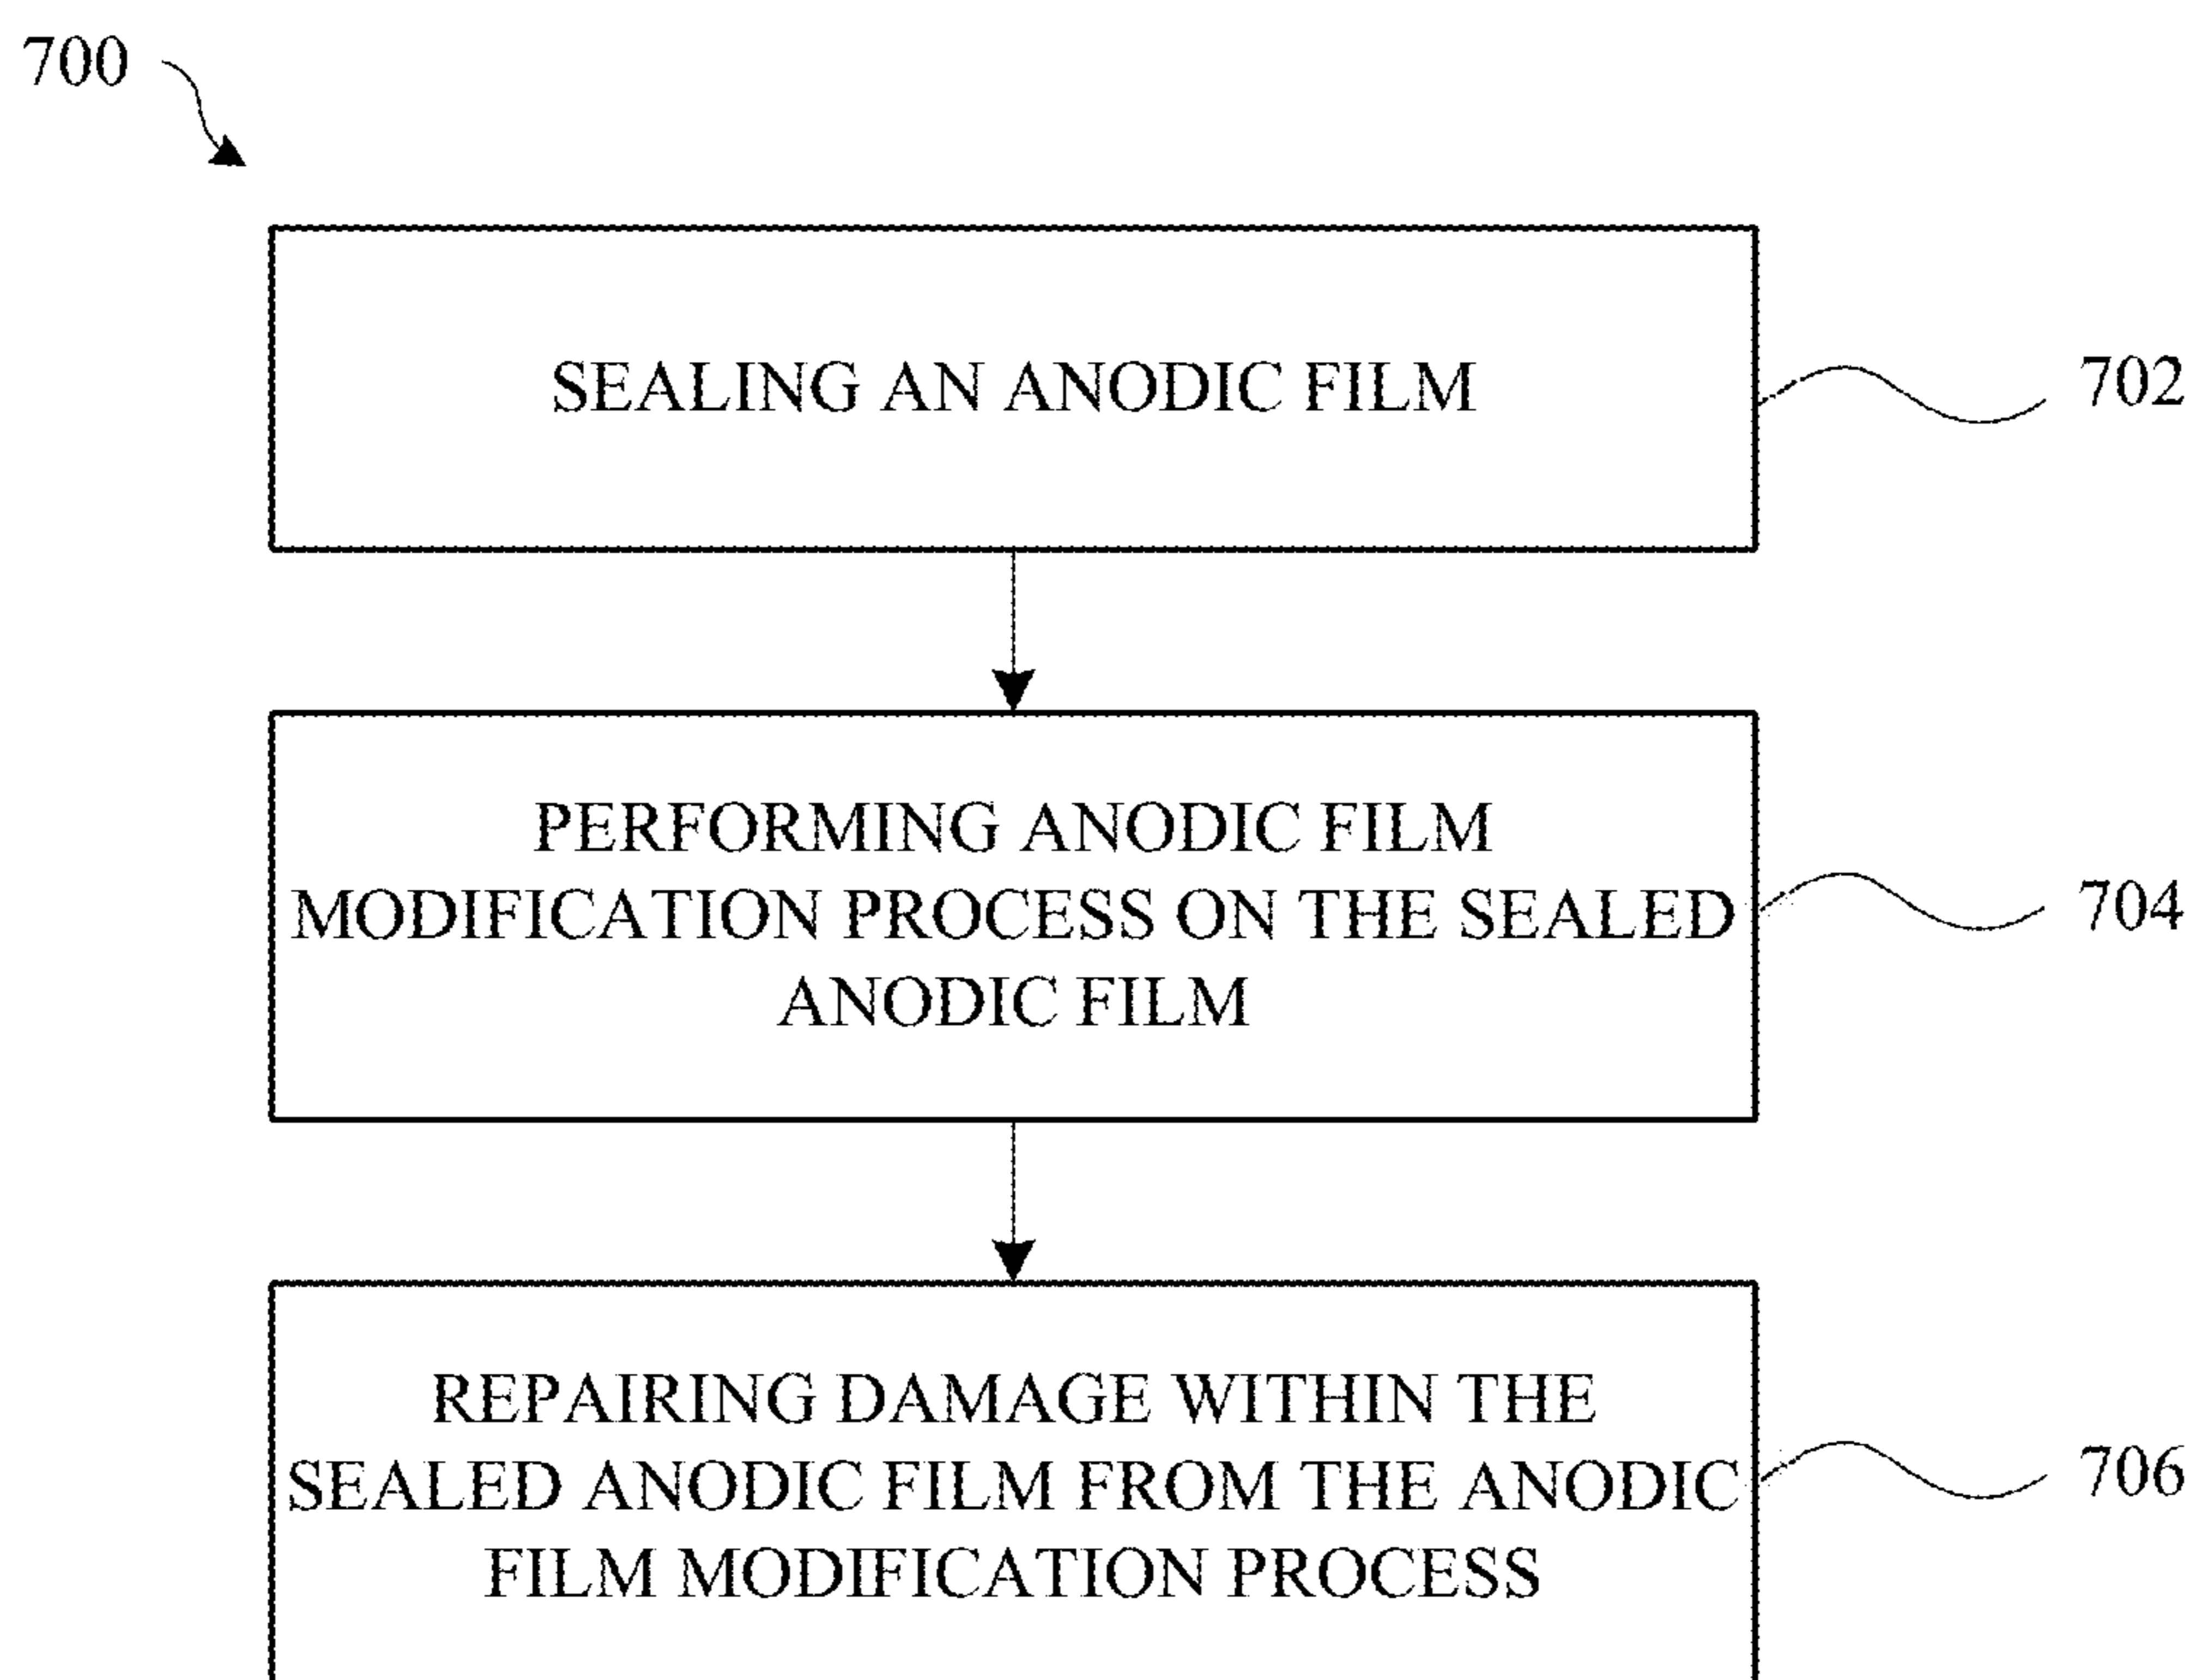 700
SEALING AN ANODIC FILM
702
PERFORMING ANODIC FILM
MODIFICATION PROCESS ON THE SEALED
ANODIC FILM
704
REPAIRING DAMAGE WITHIN THE
SEALED ANODIC FILM FROM THE ANODIC
FILM MODIFICATION PROCESS
706